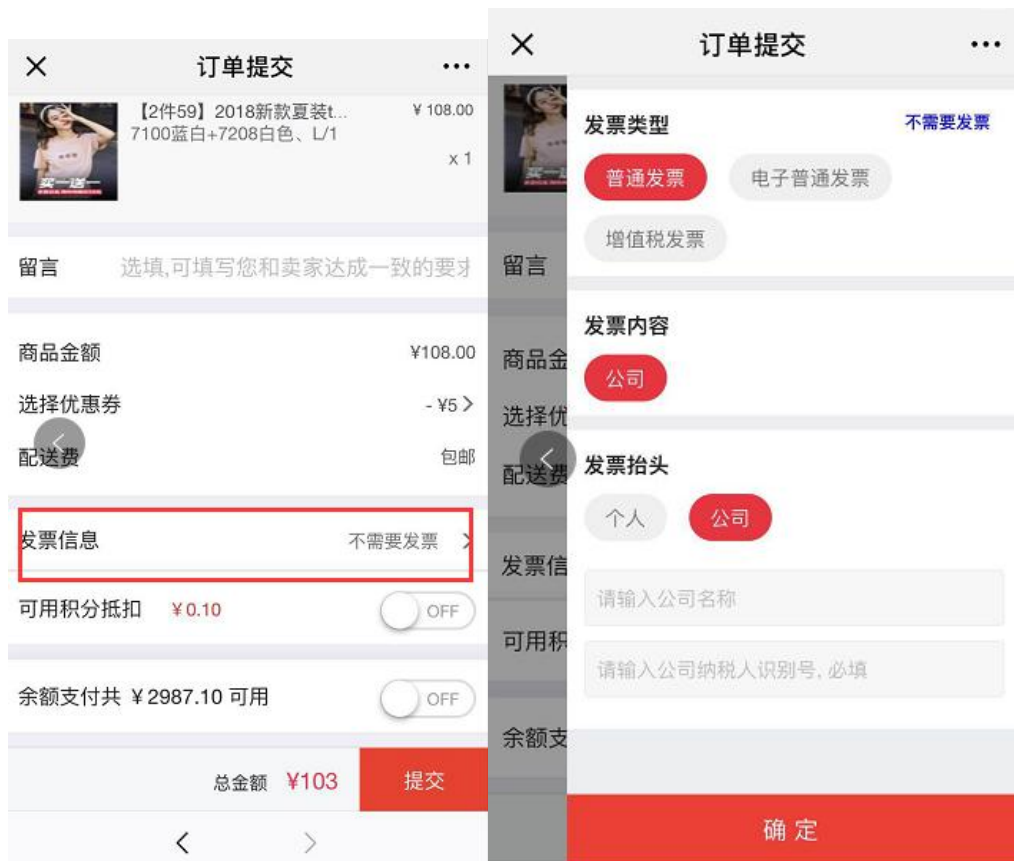 订单提交
【2件59】2018新款夏装t... ¥ 108.00
7100蓝白+7208白色、L/1
x 1
买一送一
留言 选填,可填写您和卖家达成一致的要求
商品金额 ¥108.00
选择优惠券 - ¥5
配送费 包邮
发票信息 不需要发票
可用积分抵扣 ¥0.10 OFF
余额支付共 ¥2987.10 可用 OFF
总金额 ¥103 提交
订单提交
买一
留言
商品金
选择优
配送费
发票信
可用积
余额支
发票类型 不需要发票
普通发票 电子普通发票
增值税发票
发票内容
公司
发票抬头
个人 公司
请输入公司名称
请输入公司纳税人识别号, 必填
确 定